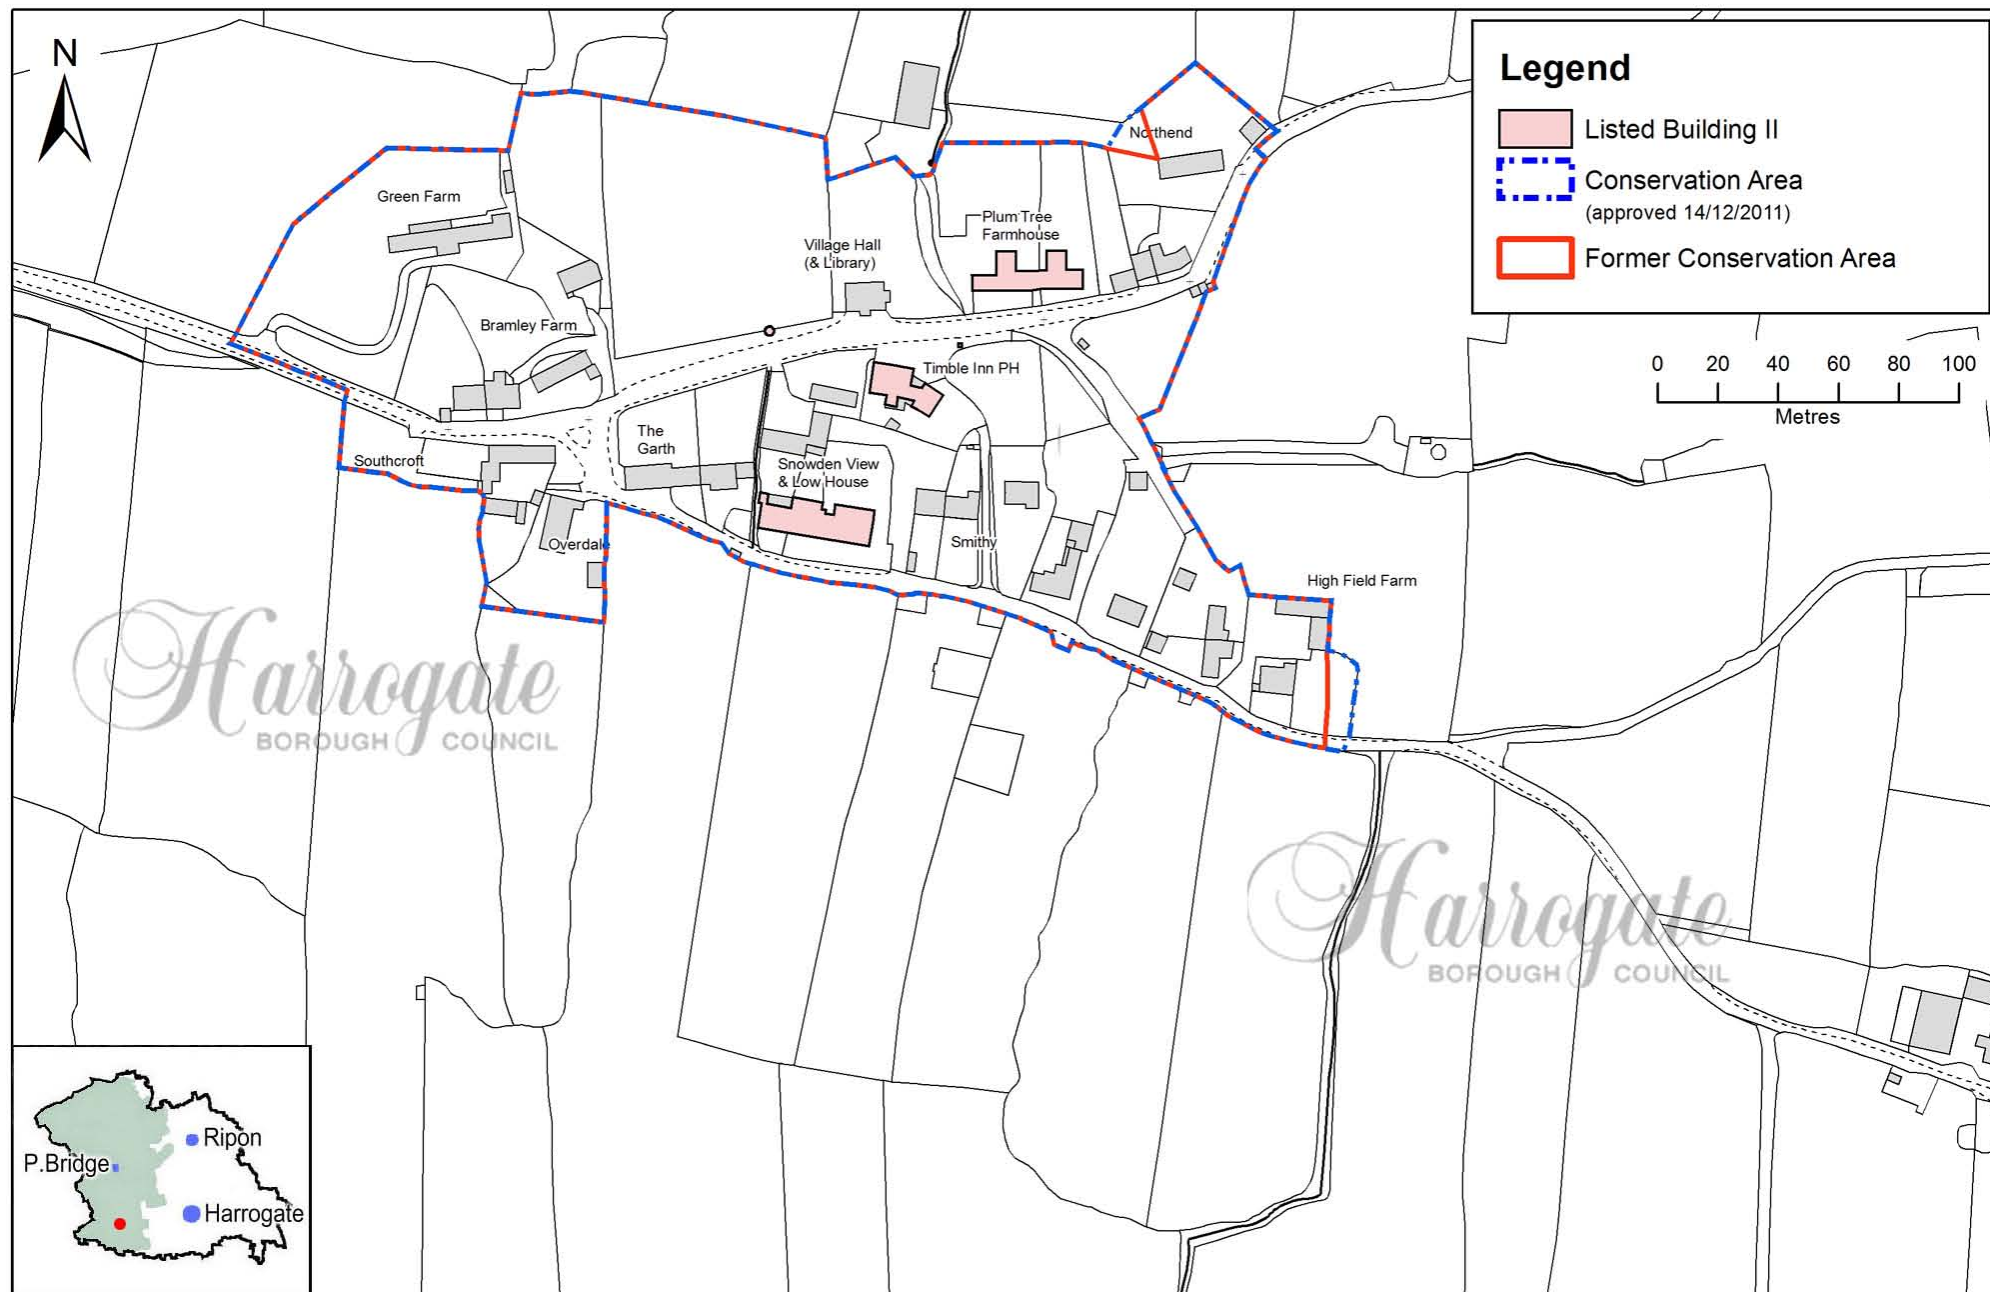 N
Legend
Listed Building II
Conservation Area
(approved 14/12/2011)
Former Conservation Area
0 20 40 60 80 100
Metres
Northend
Green Farm
Plum Tree
Farmhouse
Village Hall
(& Library)
Bramley Farm
Timble Inn PH
The
Garth
Southcroft
Snowden View
& Low House
Overdale
Smithy
High Field Farm
Harrogate
BOROUGH COUNCIL
Harrogate
BOROUGH COUNCIL
Ripon
P.Bridge
Harrogate